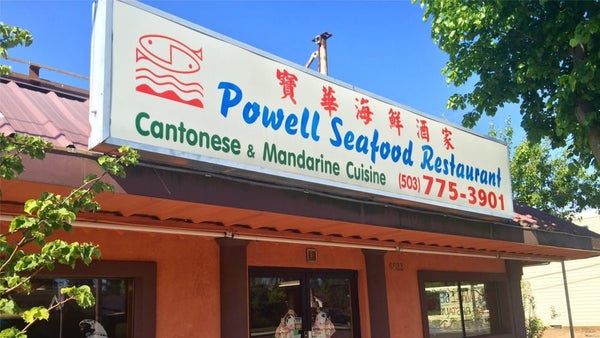 寶華海鮮酒家
Powell Seafood Restaurant
Cantonese & Mandarine Cuisine (503) 775-3901